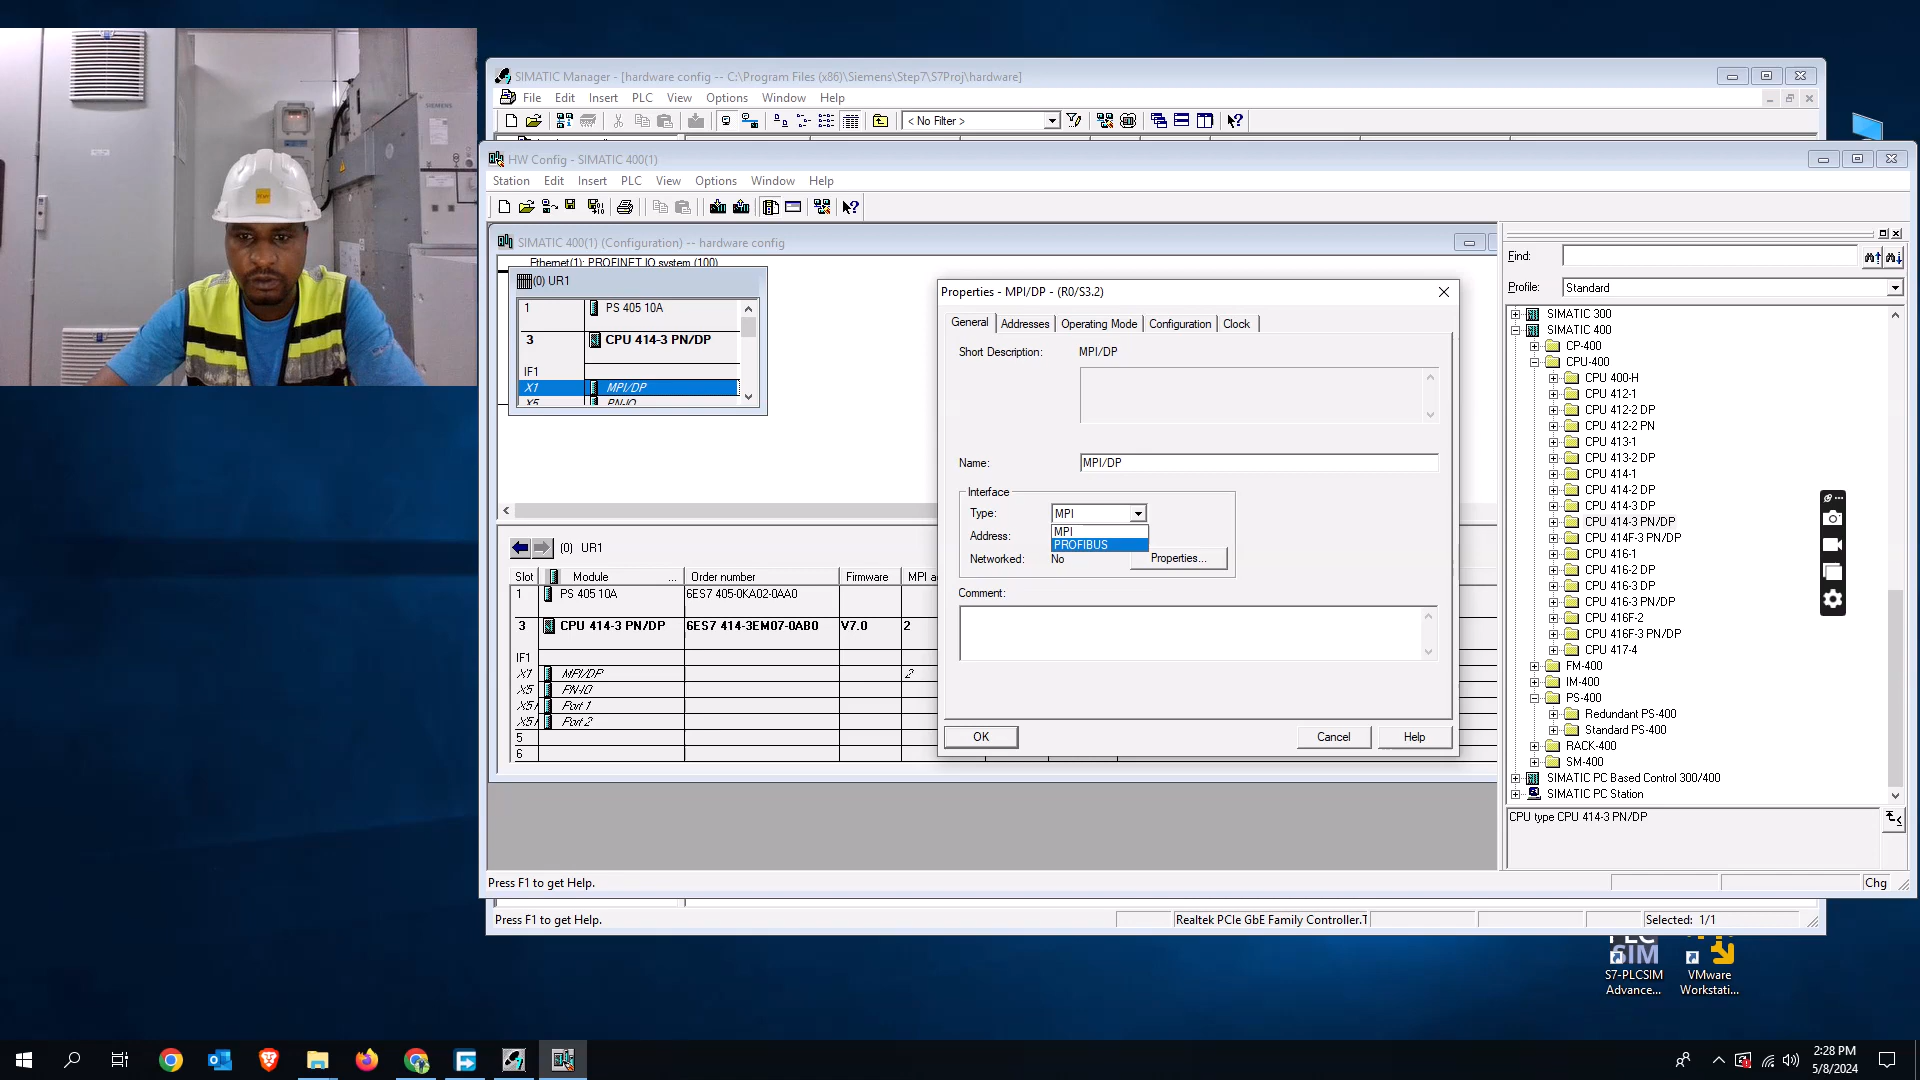 SIEMENS
SIMATIC Manager - [hardware config -- C:\Program Files (x86)\Siemens\Step7\S7Proj\hardware]
File Edit Insert PLC View Options Window Help
< No Filter >
HW Config - SIMATIC 400(1)
Station Edit Insert PLC View Options Window Help
SIMATIC 400(1) (Configuration) -- hardware config
Ethernet(1): PROFINET IO system (100)
(0) UR1
1 PS 405 10A
3 CPU 414-3 PN/DP
IF1
X1 MPI/DP
X5 PN-IO
Properties - MPI/DP - (R0/S3.2)
General Addresses Operating Mode Configuration Clock
Short Description: MPI/DP
Name: MPI/DP
Interface
Type: MPI
MPI
Address: PROFIBUS
Networked: No Properties...
Comment:
OK Cancel Help
(0) UR1
Slot Module ... Order number Firmware MPI a
1 PS 405 10A 6ES7 405-0KA02-0AA0
3 CPU 414-3 PN/DP 6ES7 414-3EM07-0AB0 V7.0 2
IF1
X1 MPI/DP 2
X5 PN-IO
X5 Port 1
X5 Port 2
5
6
Find:
Profile: Standard
SIMATIC 300
SIMATIC 400
CP-400
CPU-400
CPU 400-H
CPU 412-1
CPU 412-2 DP
CPU 412-2 PN
CPU 413-1
CPU 413-2 DP
CPU 414-1
CPU 414-2 DP
CPU 414-3 DP
CPU 414-3 PN/DP
CPU 414F-3 PN/DP
CPU 416-1
CPU 416-2 DP
CPU 416-3 DP
CPU 416-3 PN/DP
CPU 416F-2
CPU 416F-3 PN/DP
CPU 417-4
FM-400
IM-400
PS-400
Redundant PS-400
Standard PS-400
RACK-400
SM-400
SIMATIC PC Based Control 300/400
SIMATIC PC Station
CPU type CPU 414-3 PN/DP
Press F1 to get Help. Chg
Press F1 to get Help. Realtek PCIe GbE Family Controller.T Selected: 1/1
S7-PLCSIM Advance...
VMware Workstati...
2:28 PM
5/8/2024